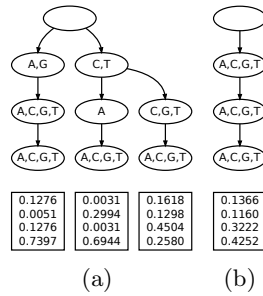 A,G
C,T
A,C,G,T
A,C,G,T
A
C,G,T
A,C,G,T
A,C,G,T
A,C,G,T
A,C,G,T
A,C,G,T
A,C,G,T
0.1276
0.0051
0.1276
0.7397
0.0031
0.2994
0.0031
0.6944
0.1618
0.1298
0.4504
0.2580
0.1366
0.1160
0.3222
0.4252
(a)
(b)